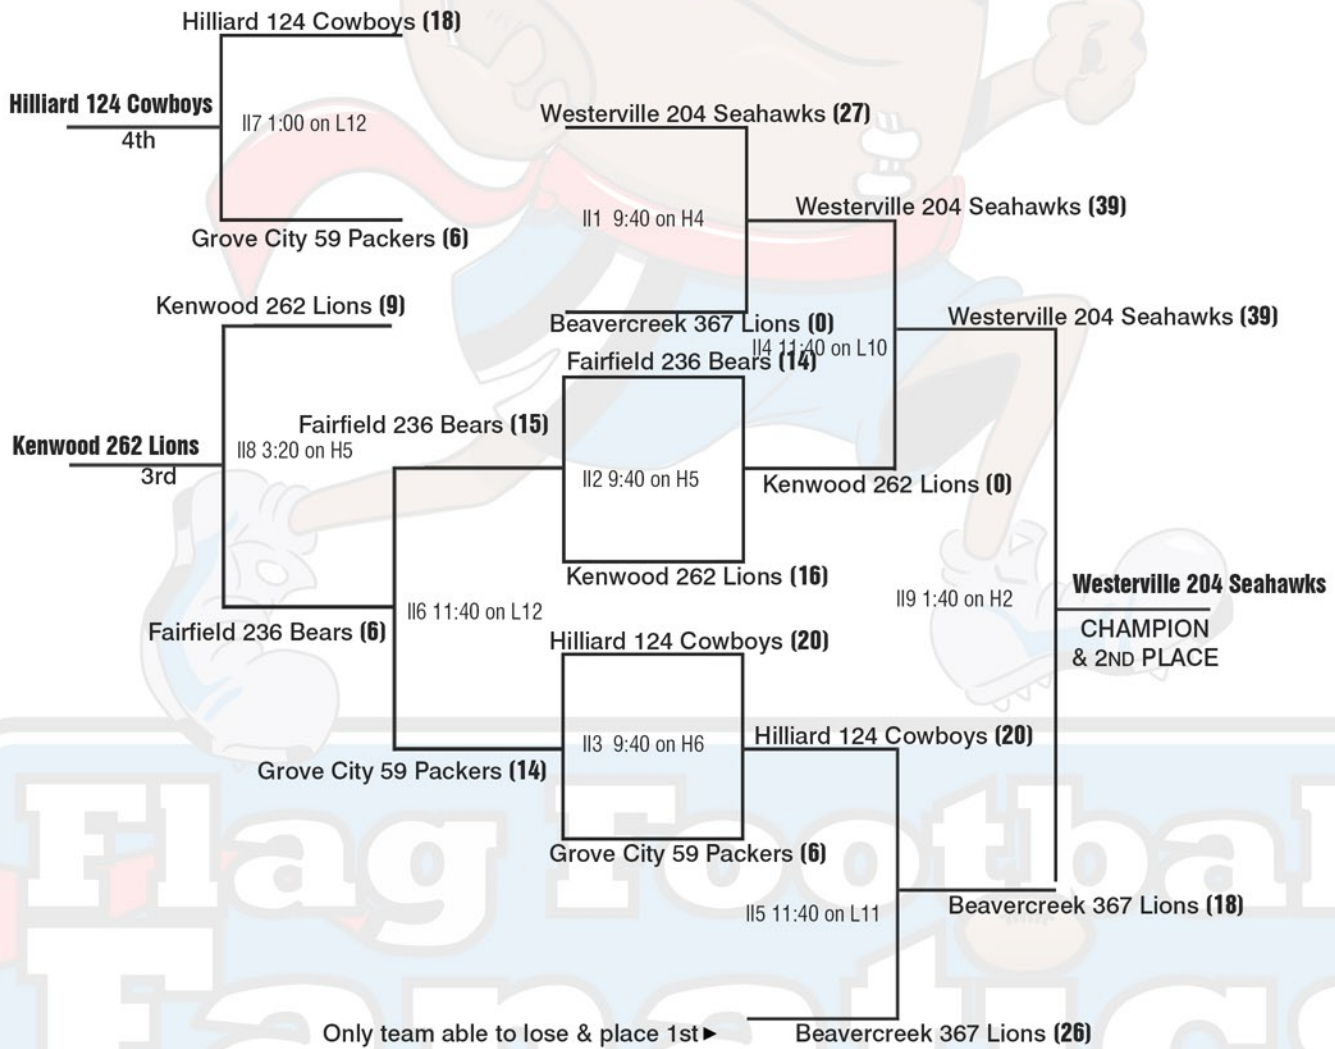 Hilliard 124 Cowboys (18)
Hilliard 124 Cowboys
4th
II7 1:00 on L12
Grove City 59 Packers (6)
Kenwood 262 Lions (9)
Kenwood 262 Lions
3rd
II8 3:20 on H5
Fairfield 236 Bears (6)
Fairfield 236 Bears (15)
II6 11:40 on L12
Grove City 59 Packers (14)
Westerville 204 Seahawks (27)
II1 9:40 on H4
Beavercreek 367 Lions (0)
Fairfield 236 Bears (14)
II2 9:40 on H5
Kenwood 262 Lions (16)
Hilliard 124 Cowboys (20)
II3 9:40 on H6
Grove City 59 Packers (6)
Westerville 204 Seahawks (39)
II4 11:40 on L10
Kenwood 262 Lions (0)
Hilliard 124 Cowboys (20)
II5 11:40 on L11
Only team able to lose & place 1st►
Beavercreek 367 Lions (26)
Westerville 204 Seahawks (39)
II9 1:40 on H2
Beavercreek 367 Lions (18)
Westerville 204 Seahawks
CHAMPION
& 2ND PLACE
Flag Footbal
Fanatics